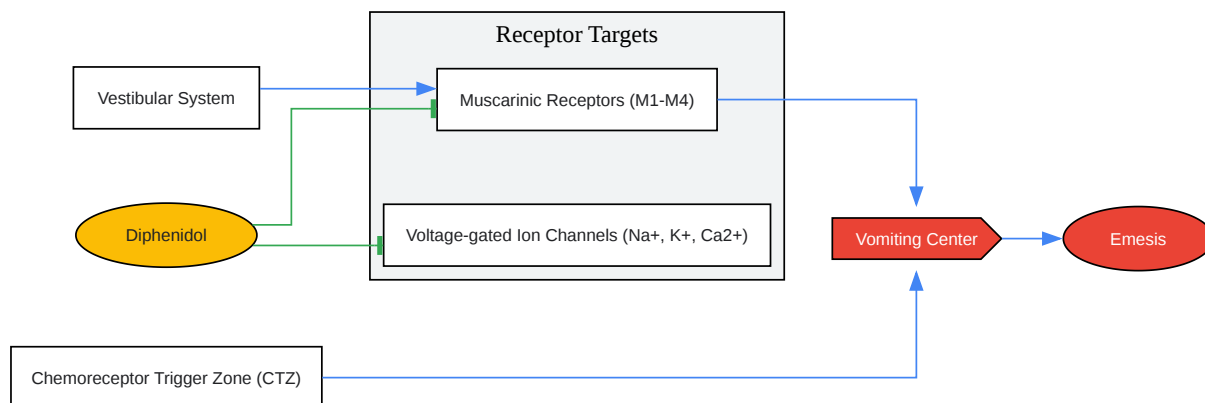 Receptor Targets
Vestibular System
Muscarinic Receptors (M1-M4)
Diphenidol
Voltage-gated Ion Channels (Na+, K+, Ca2+)
Vomiting Center
Emesis
Chemoreceptor Trigger Zone (CTZ)